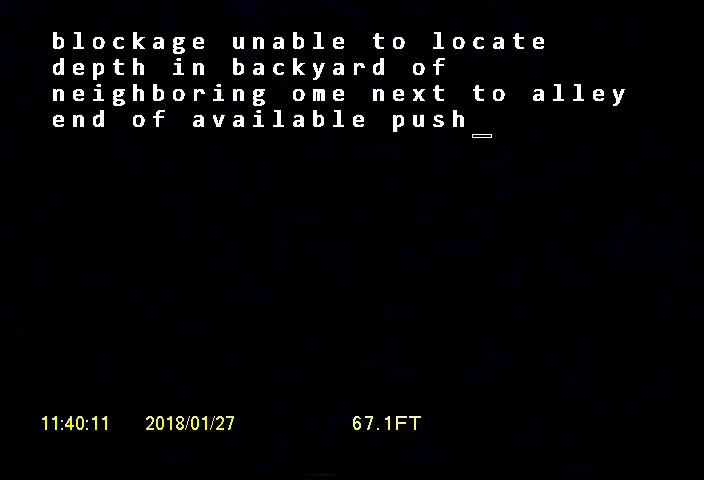 blockage unable to locate
depth in backyard of
neighboring ome next to alley
end of available push_
11:40:11 2018/01/27 67.1FT